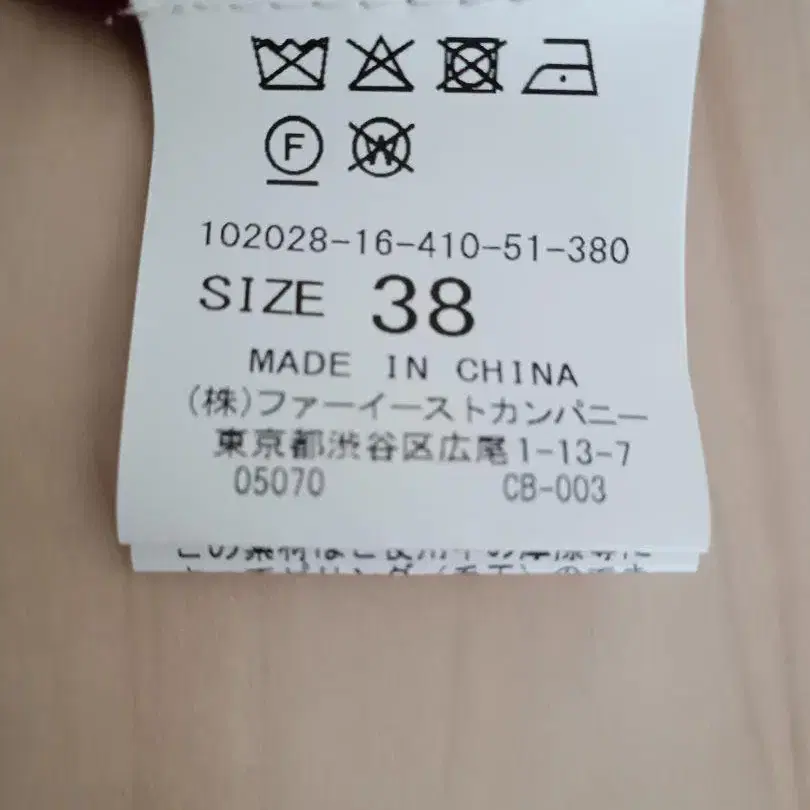 F
W
102028-16-410-51-380
SIZE 38
MADE IN CHINA
(株)ファーイーストカンパニー
東京都渋谷区広尾1-13-7
05070 CB-003